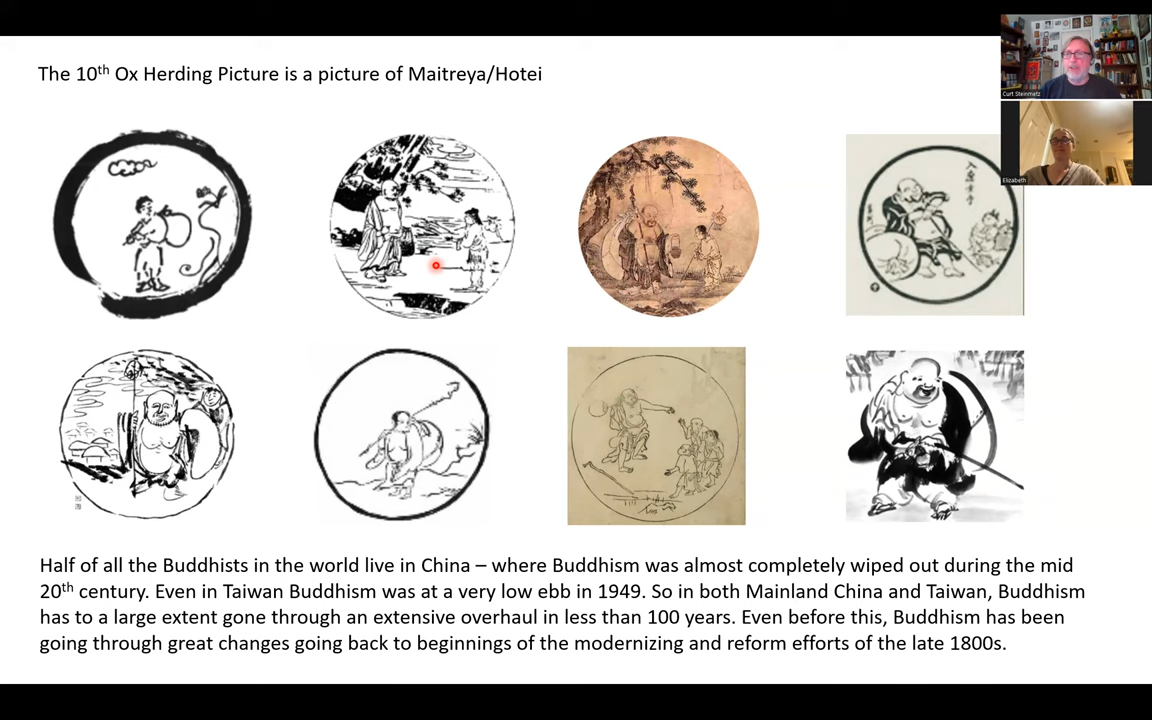 The 10th Ox Herding Picture is a picture of Maitreya/Hotei
Curt Steinmetz
Elizabeth
入鄽垂手
Half of all the Buddhists in the world live in China – where Buddhism was almost completely wiped out during the mid
20th century. Even in Taiwan Buddhism was at a very low ebb in 1949. So in both Mainland China and Taiwan, Buddhism
has to a large extent gone through an extensive overhaul in less than 100 years. Even before this, Buddhism has been
going through great changes going back to beginnings of the modernizing and reform efforts of the late 1800s.